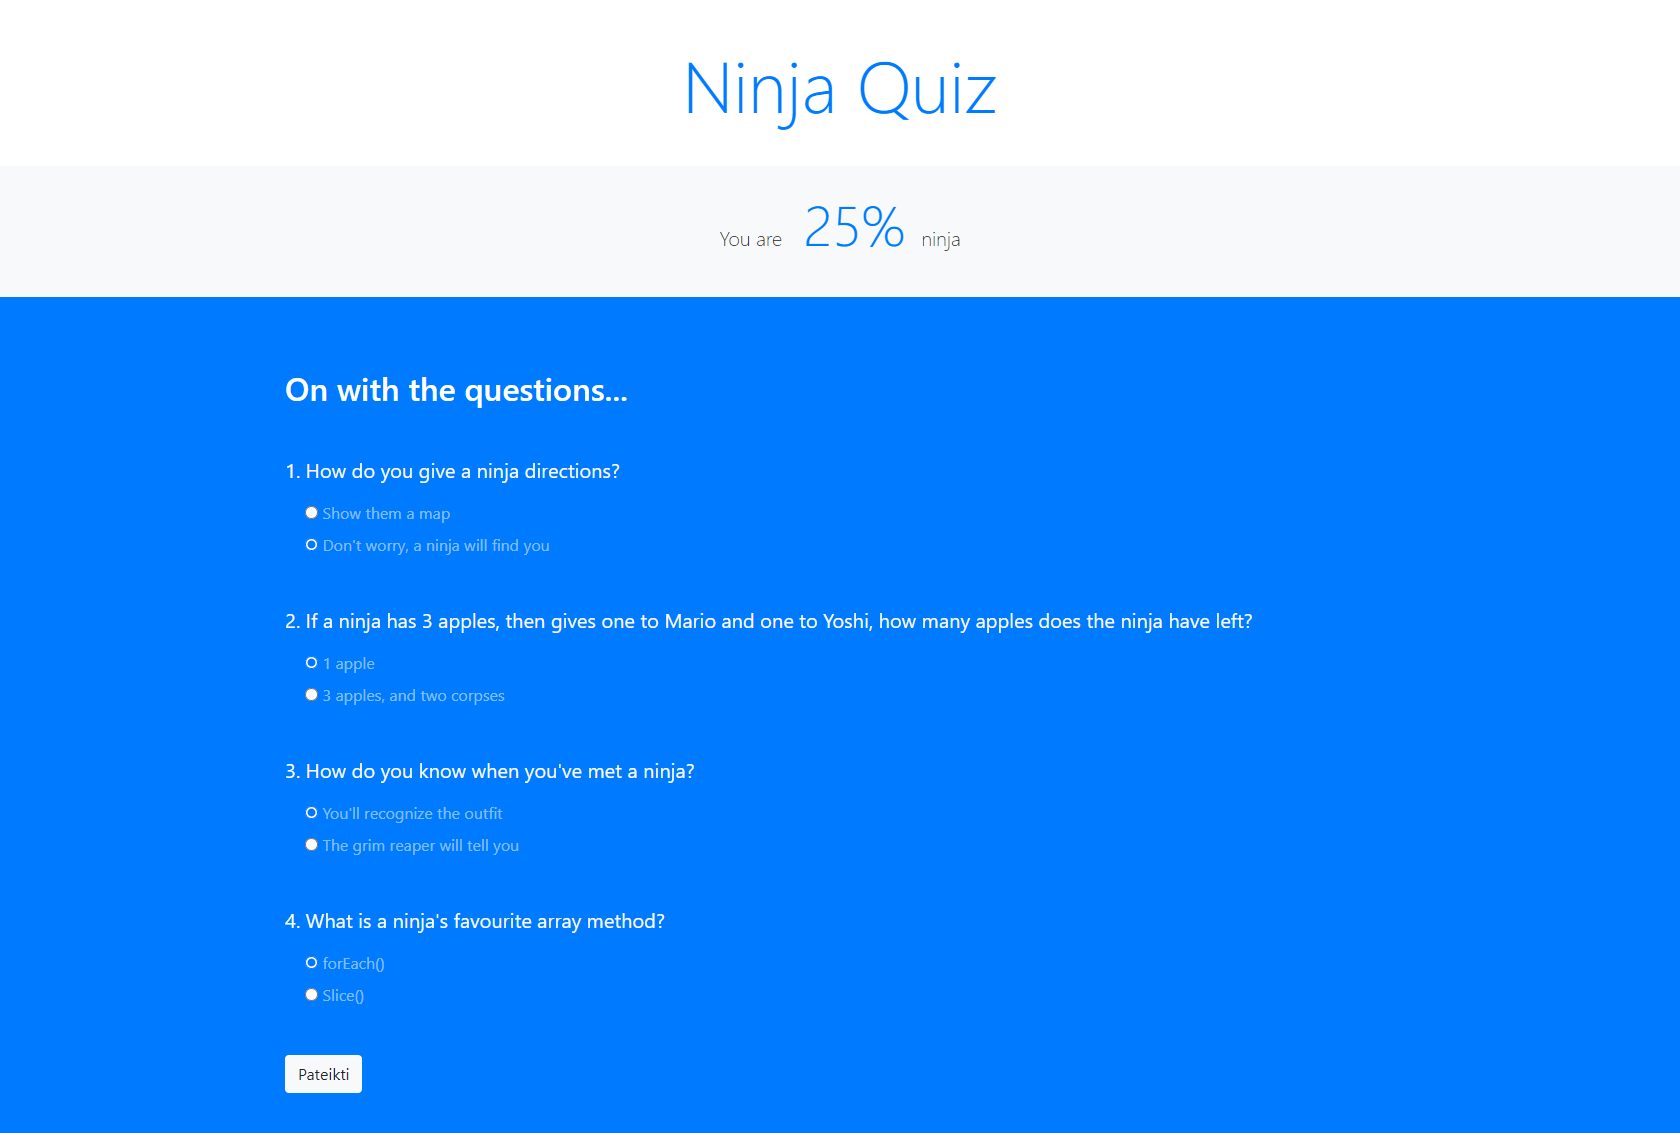 Ninja Quiz
You are 25% ninja
On with the questions...
1. How do you give a ninja directions?
Show them a map
Don't worry, a ninja will find you
2. If a ninja has 3 apples, then gives one to Mario and one to Yoshi, how many apples does the ninja have left?
1 apple
3 apples, and two corpses
3. How do you know when you've met a ninja?
You'll recognize the outfit
The grim reaper will tell you
4. What is a ninja's favourite array method?
forEach()
Slice()
Pateikti